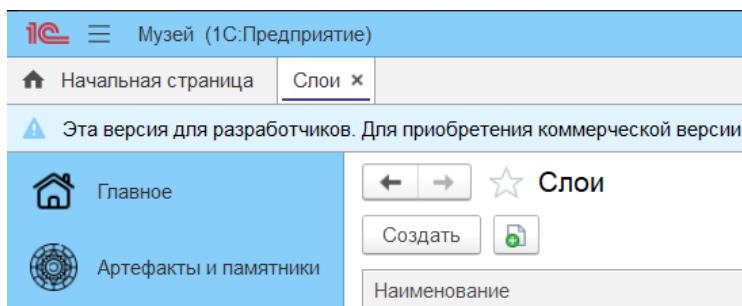 1С Музей (1С:Предприятие)
Начальная страница Слои ×
Эта версия для разработчиков. Для приобретения коммерческой версии
Главное
Слои
Создать
Артефакты и памятники
Наименование